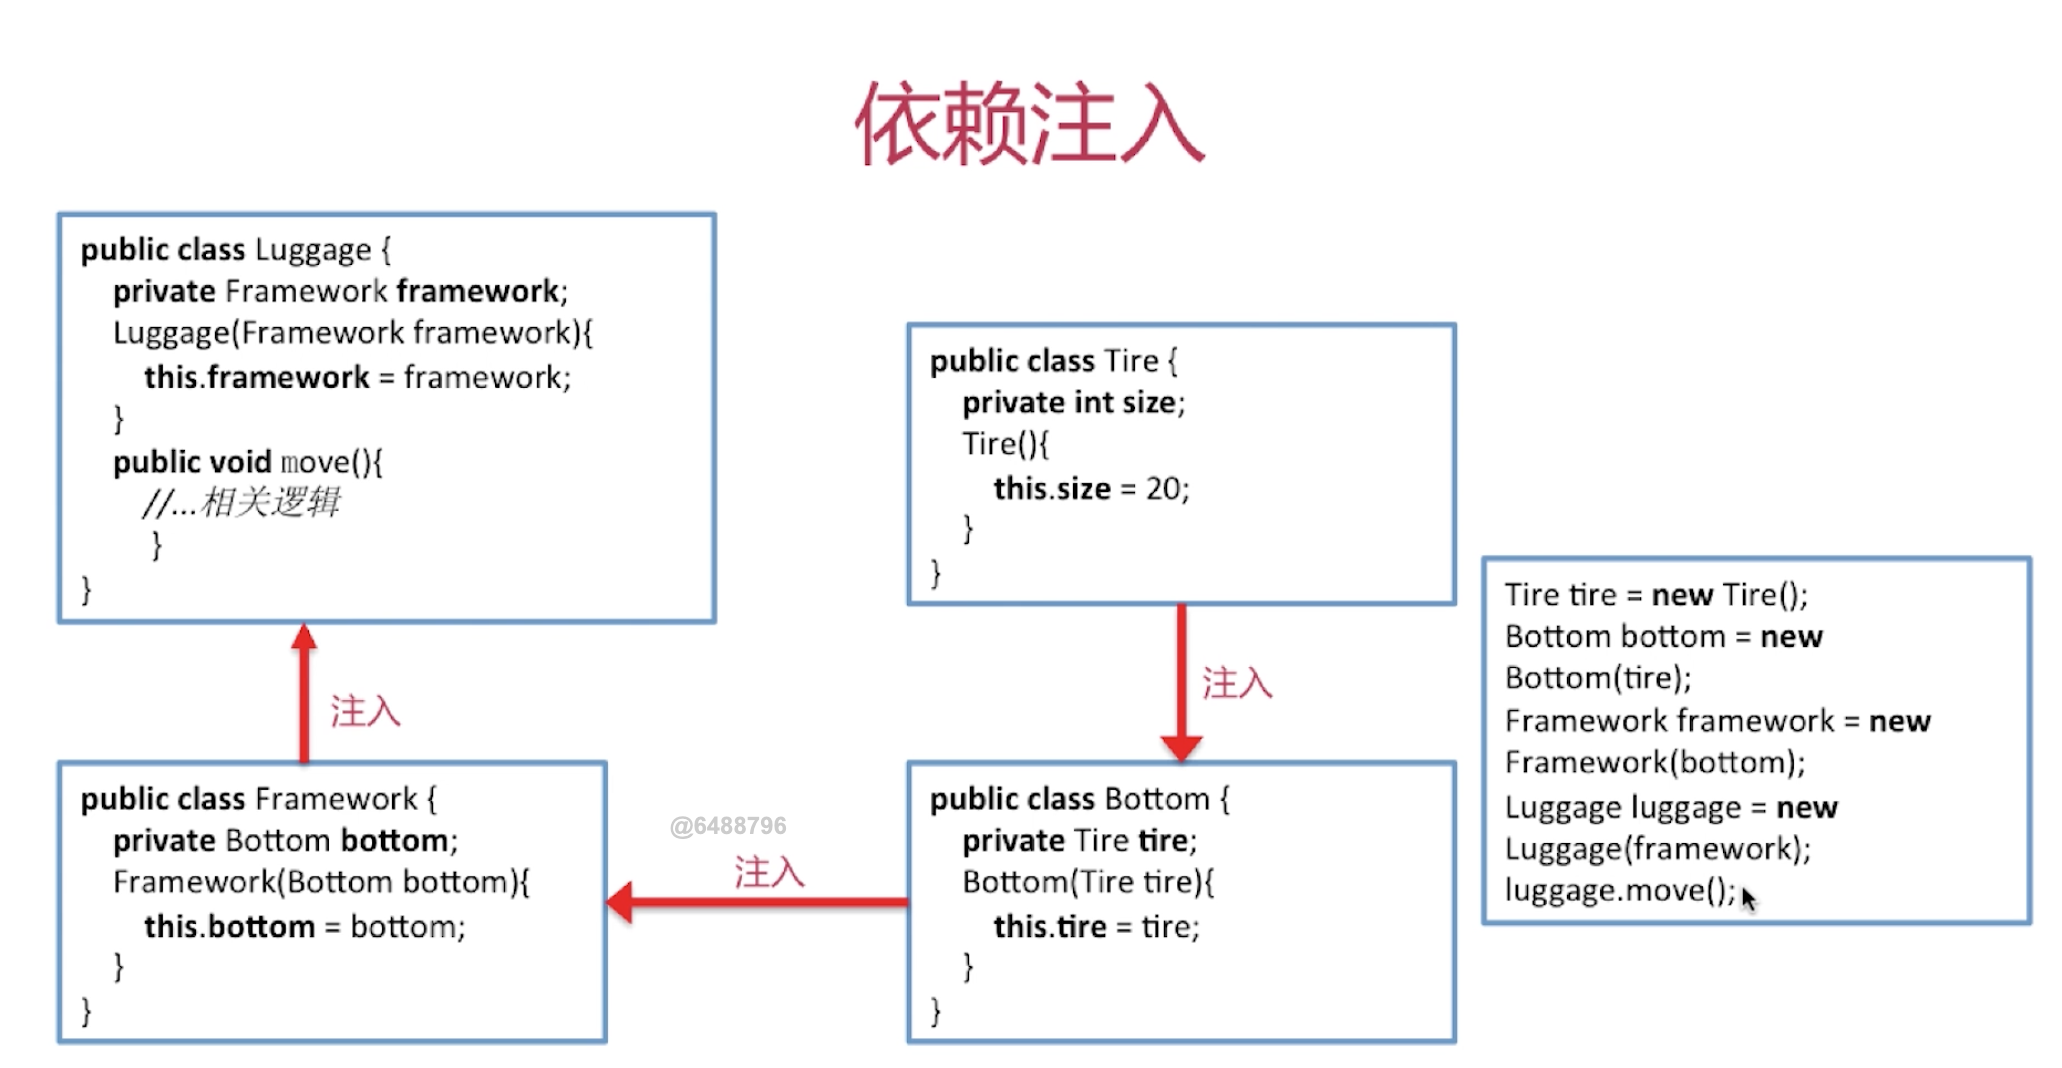 依赖注入
public class Luggage {
private Framework framework;
Luggage(Framework framework){
this.framework = framework;
}
public void move(){
//...相关逻辑
}
}
注入
public class Framework {
private Bottom bottom;
Framework(Bottom bottom){
this.bottom = bottom;
}
}
@6488796
注入
public class Tire {
private int size;
Tire(){
this.size = 20;
}
}
注入
public class Bottom {
private Tire tire;
Bottom(Tire tire){
this.tire = tire;
}
}
Tire tire = new Tire();
Bottom bottom = new
Bottom(tire);
Framework framework = new
Framework(bottom);
Luggage luggage = new
Luggage(framework);
luggage.move();